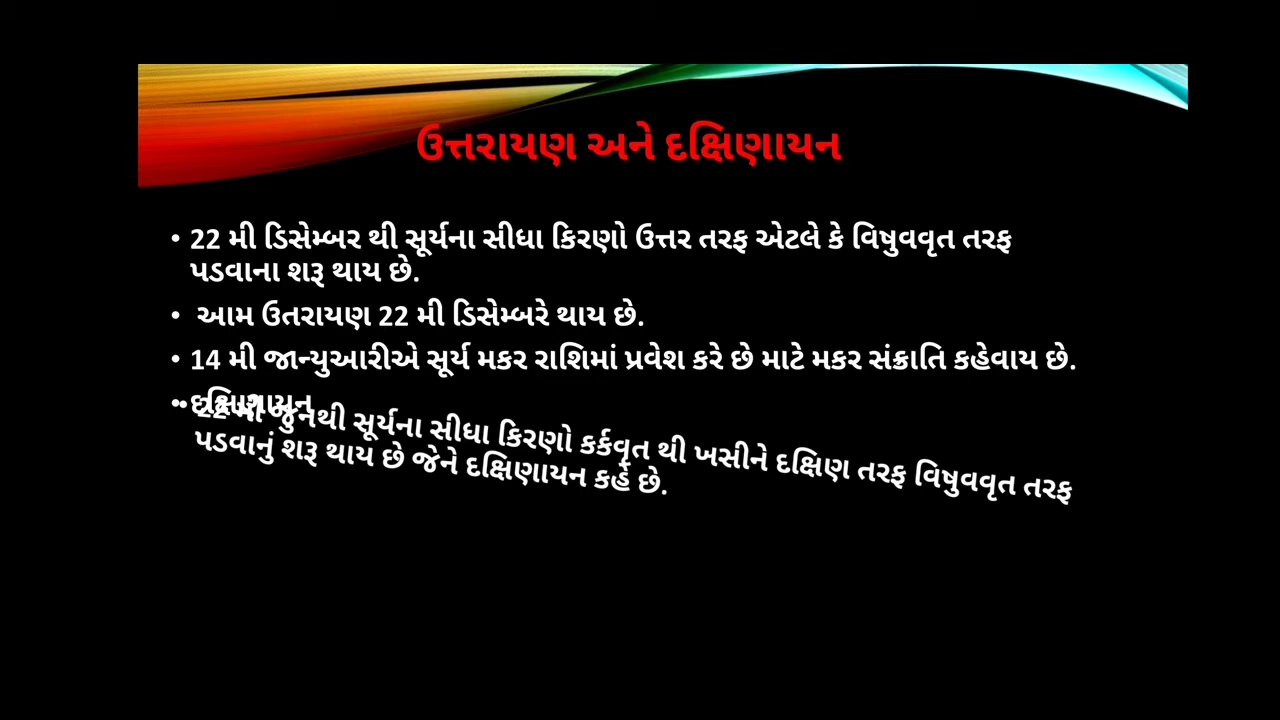 ઉત્તરાયણ અને દક્ષિણાયન
• 22 મી ડિસેમ્બર થી સૂર્યના સીધા કિરણો ઉત્તર તરફ એટલે કે વિષુવવૃત તરફ
પડવાના શરૂ થાય છે.
• આમ ઉતરાયણ 22 મી ડિસેમ્બરે થાય છે.
• 14 મી જાન્યુઆરીએ સૂર્ય મકર રાશિમાં પ્રવેશ કરે છે માટે મકર સંક્રાતિ કહેવાય છે.
• દક્ષિણાયન
• 22 મી જુનથી સૂર્યના સીધા કિરણો કર્કવૃત થી ખસીને દક્ષિણ તરફ વિષુવવૃત તરફ
પડવાનું શરૂ થાય છે જેને દક્ષિણાયન કહે છે.